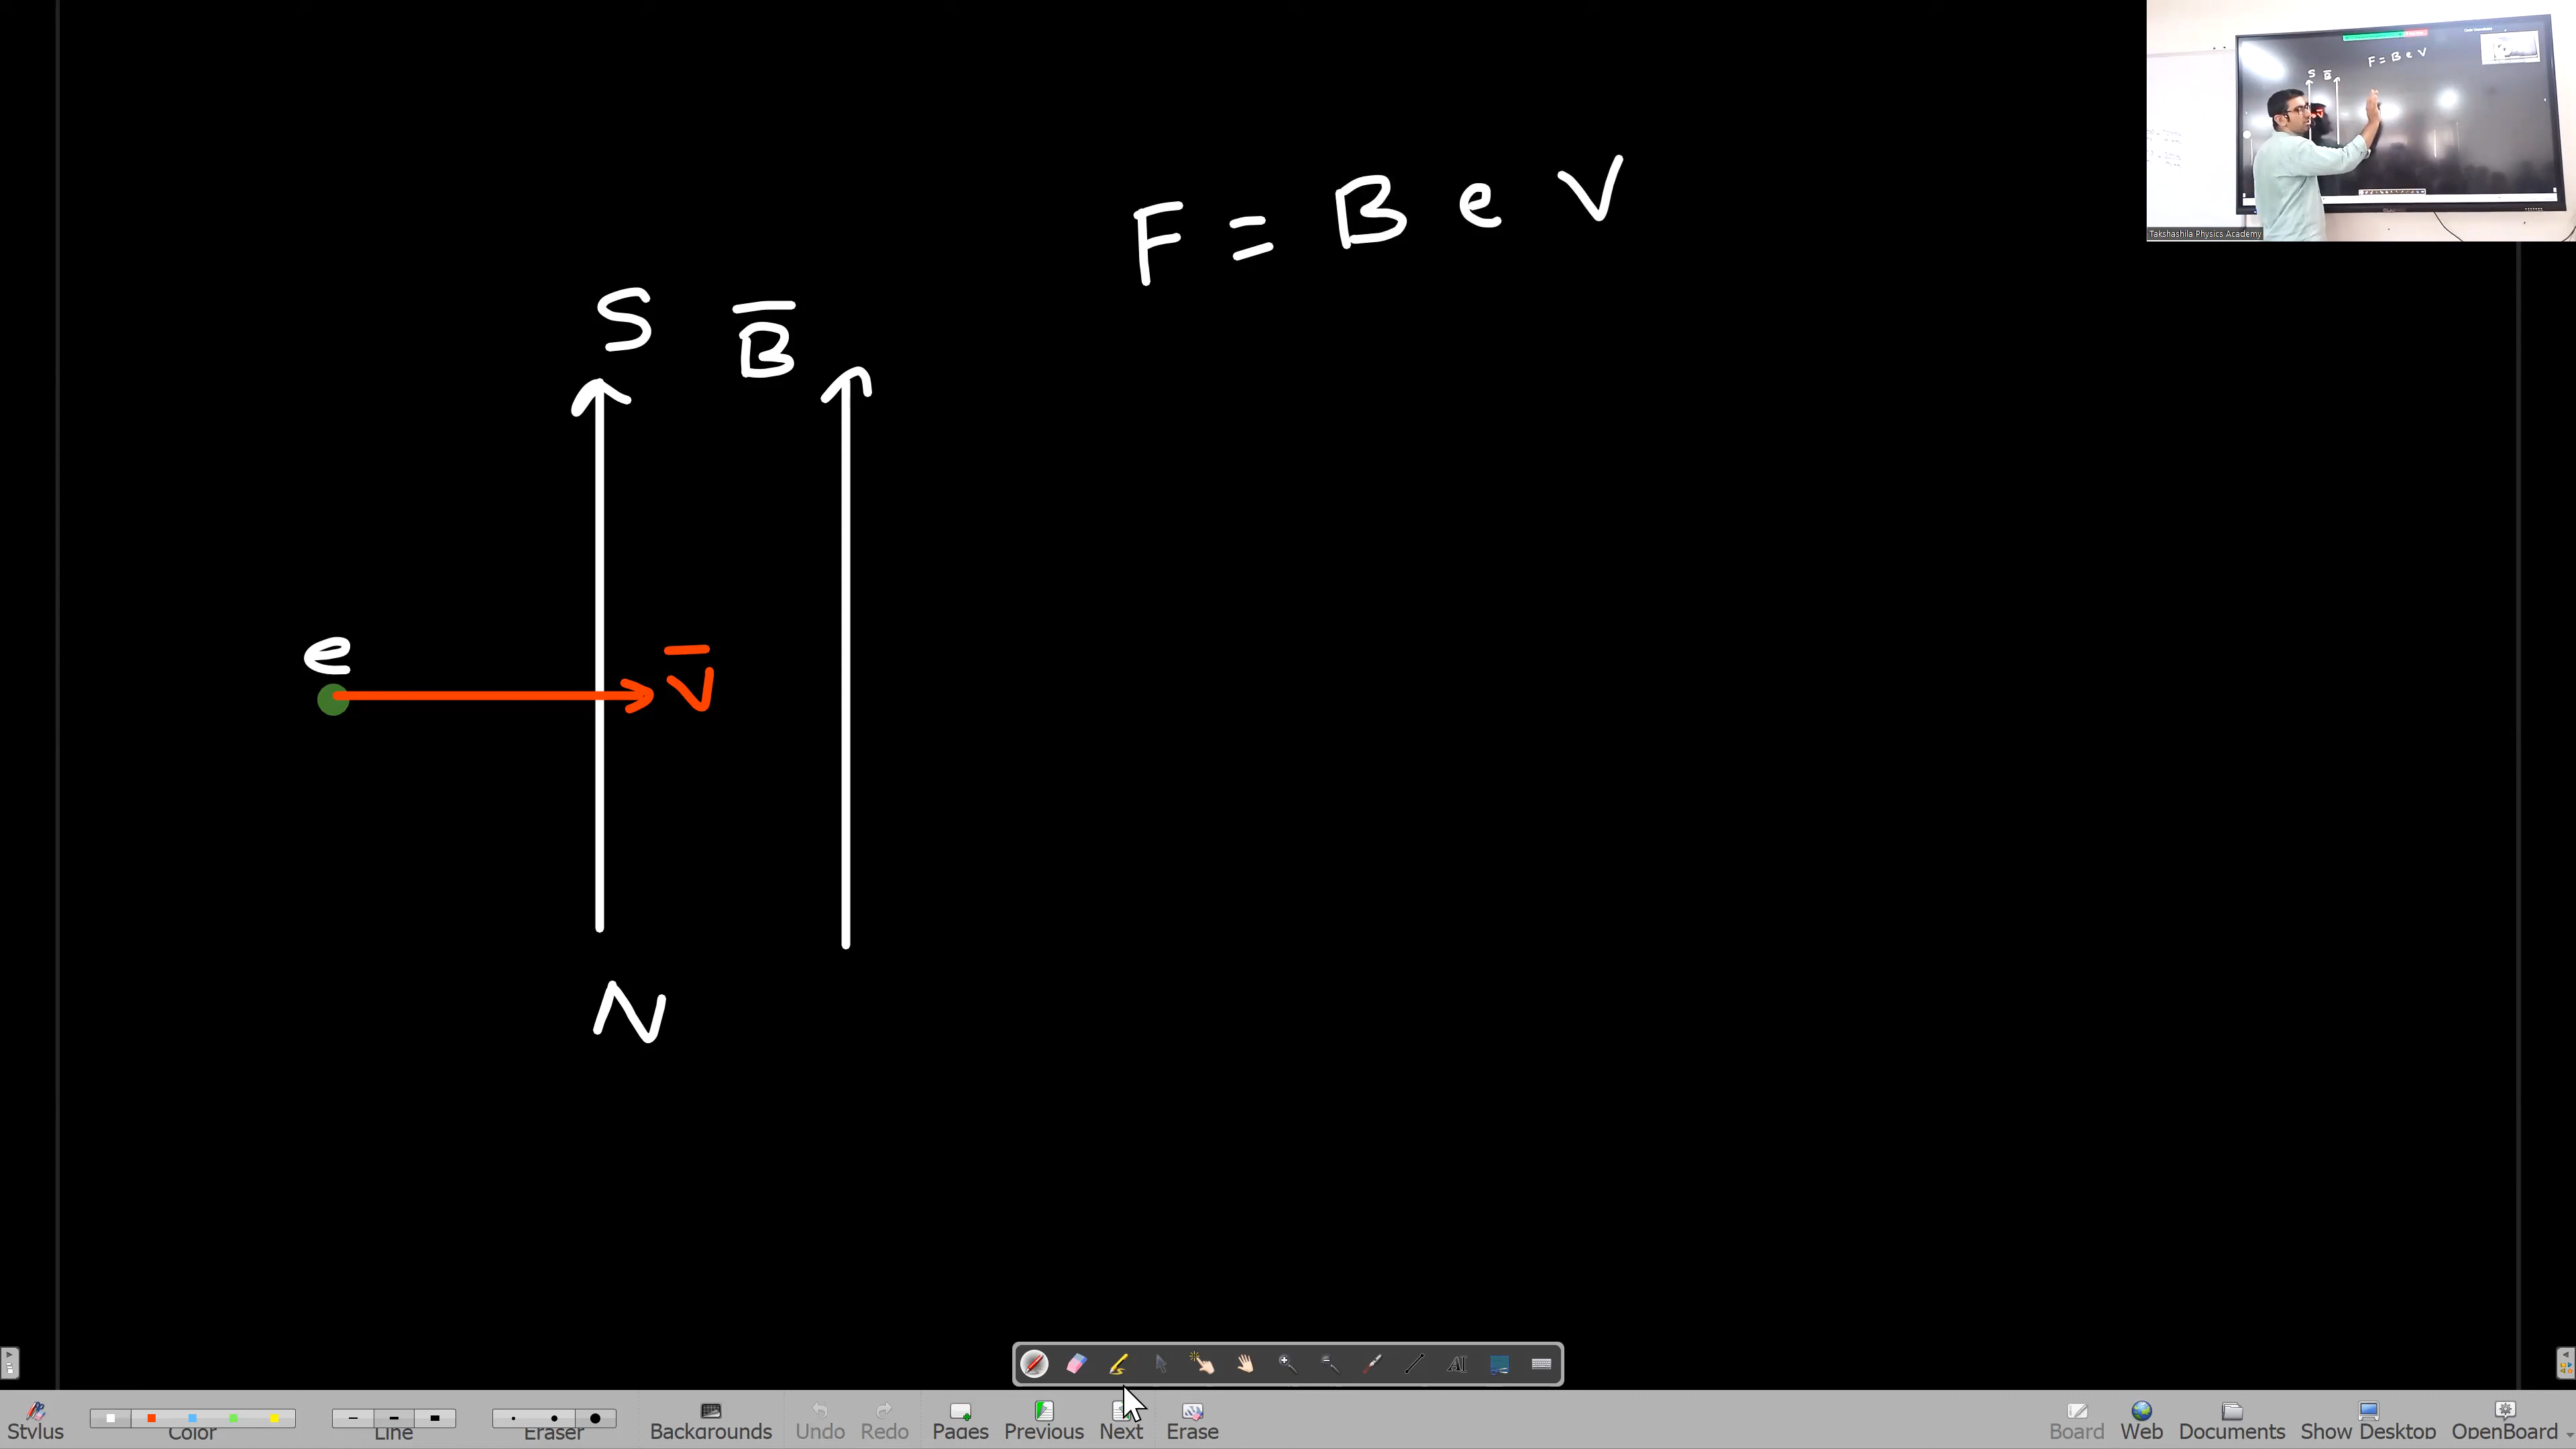 F = B e V
S B̅
e
V̅
N
F = B e V
S B̅
V̅
Takshashila Physics Academy
Stylus Color Line Eraser Backgrounds Undo Redo Pages Previous Next Erase Board Web Documents Show Desktop OpenBoard